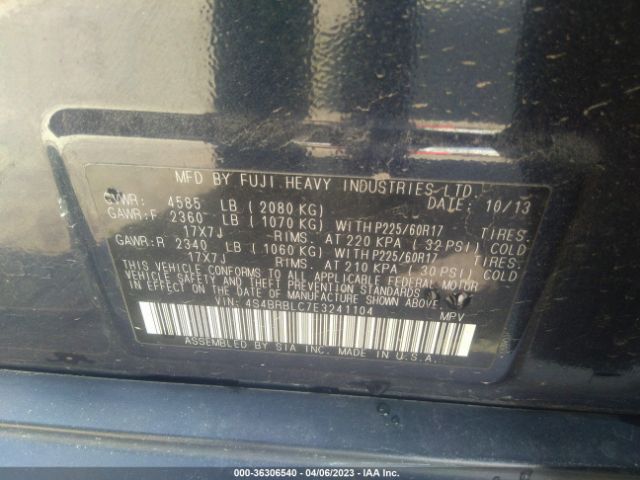 MFD BY FUJI HEAVY INDUSTRIES LTD.
GVWR: 4585 LB (2080 KG) DATE: 10/13
GAWR:F 2360 LB (1070 KG) WITH P225/60R17 TIRES.
17X7J RIMS. AT 220 KPA (32 PSI) COLD
GAWR:R 2340 LB (1060 KG) WITH P225/60R17 TIRES.
17X7J RIMS. AT 210 KPA (30 PSI) COLD
THIS VEHICLE CONFORMS TO ALL APPLICABLE FEDERAL MOTOR
VEHICLE SAFETY AND THEFT PREVENTION STANDARDS
IN EFFECT ON THE DATE OF MANUFACTURE SHOWN ABOVE.
VIN: 4S4BRBLC7E3241104 MPV
ASSEMBLED BY SIA INC. MADE IN U.S.A.
000-36306540 - 04/06/2023 - IAA Inc.